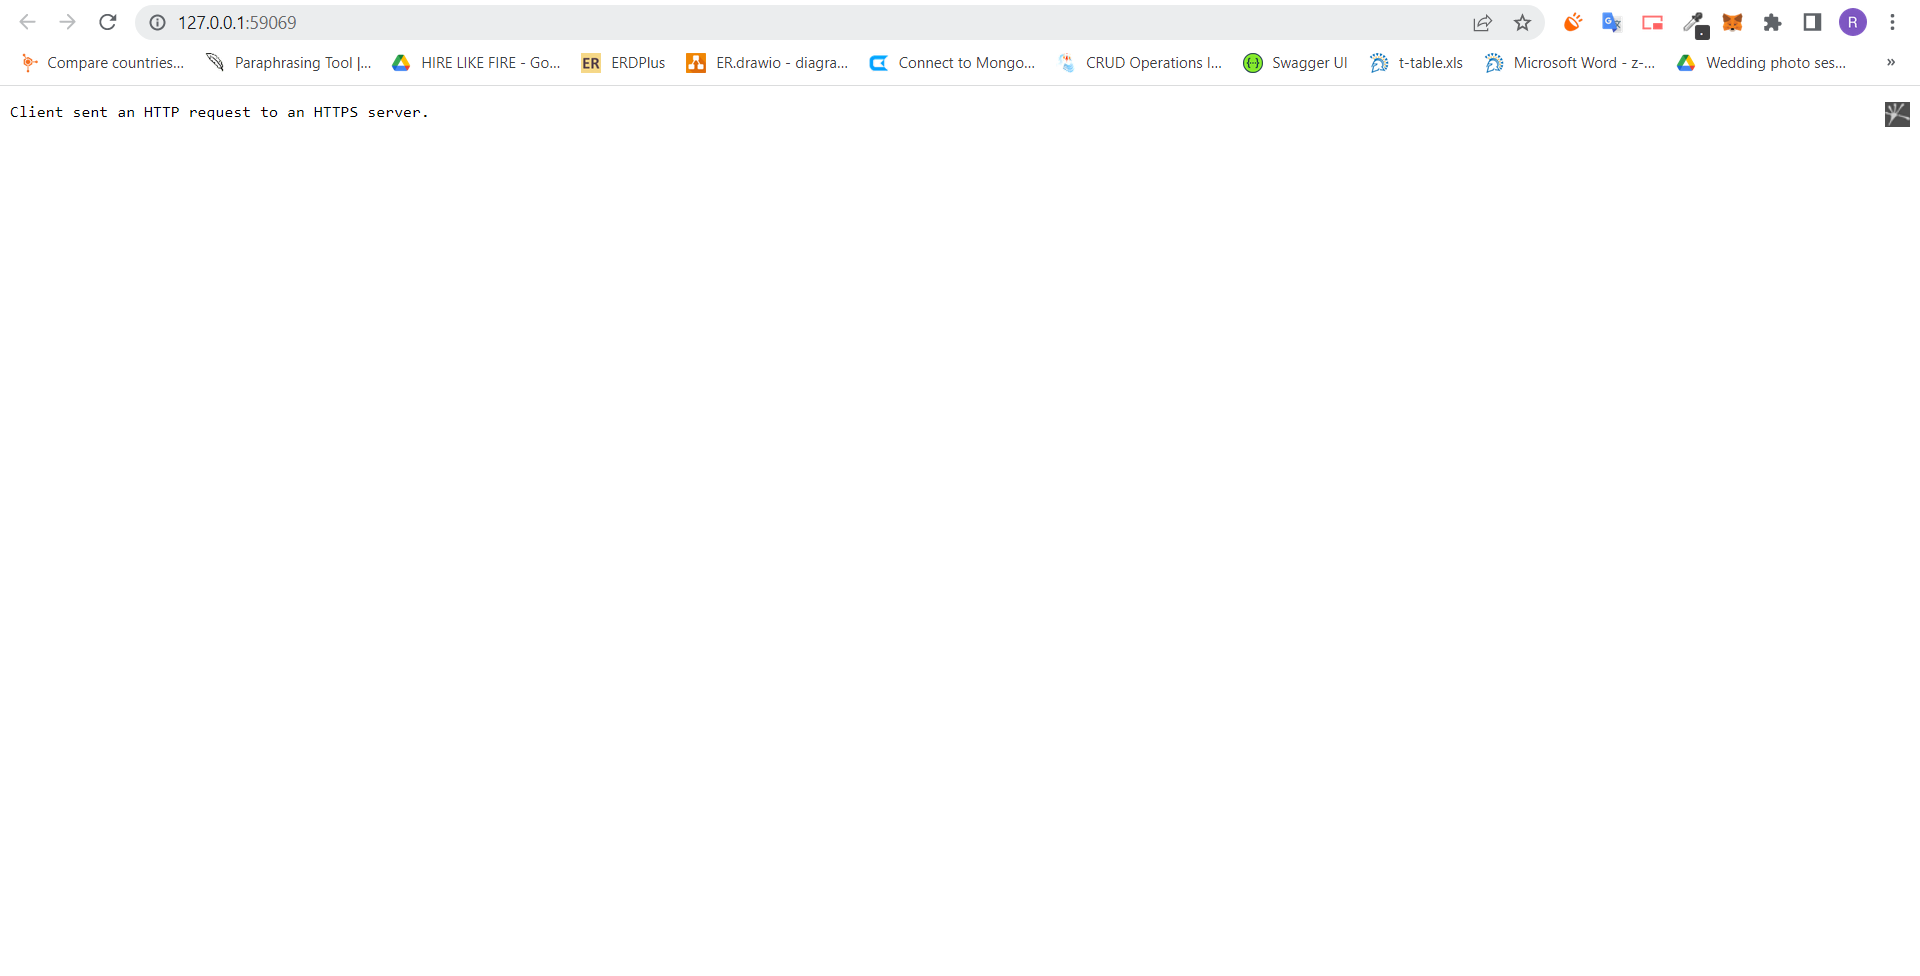 127.0.0.1:59069
R
Compare countries... Paraphrasing Tool |... HIRE LIKE FIRE - Go... ER ERDPlus ER.drawio - diagra... Connect to Mongo... CRUD Operations I... Swagger UI t-table.xls Microsoft Word - z-... Wedding photo ses... »
Client sent an HTTP request to an HTTPS server.